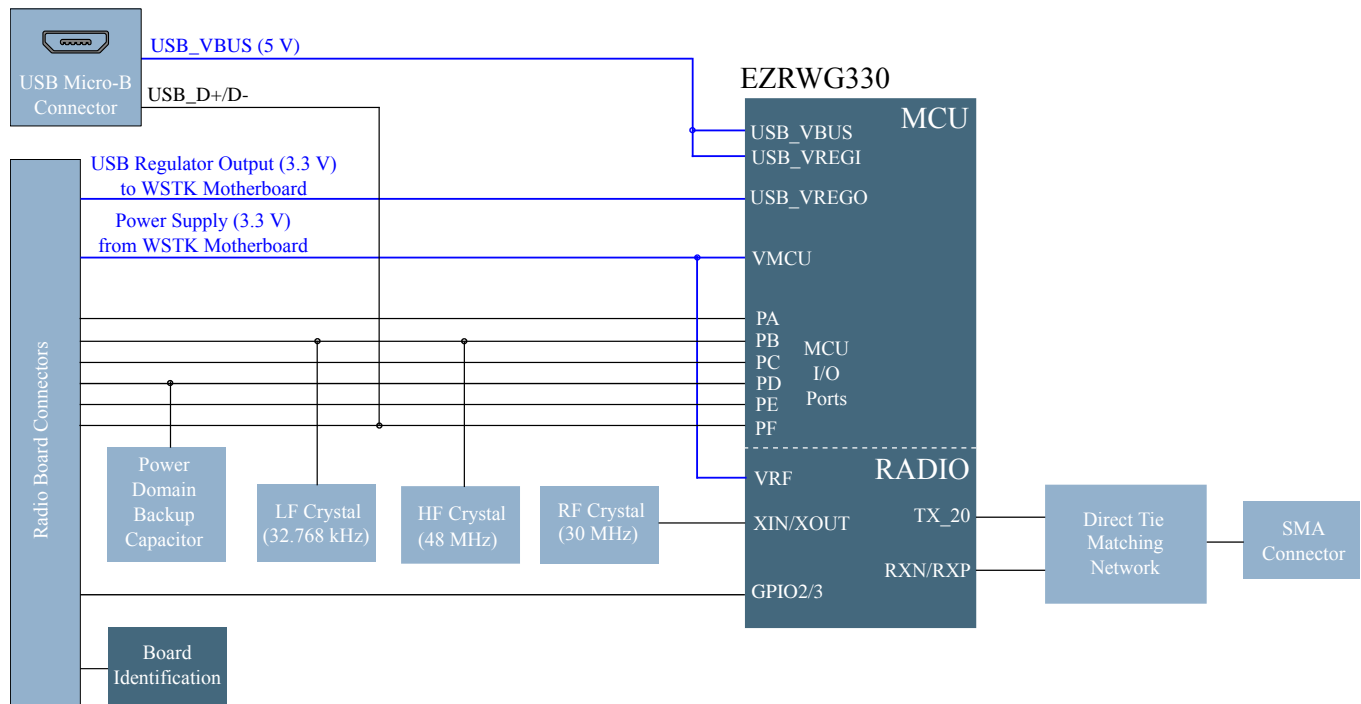 USB Micro-B
Connector
USB_VBUS (5 V)
USB_D+/D-
EZRWG330
MCU
USB_VBUS
USB_VREGI
USB_VREGO
VMCU
PA
PB
PC
PD
PE
PF
MCU
I/O
Ports
USB Regulator Output (3.3 V)
to WSTK Motherboard
Power Supply (3.3 V)
from WSTK Motherboard
Radio Board Connectors
Power
Domain
Backup
Capacitor
LF Crystal
(32.768 kHz)
HF Crystal
(48 MHz)
RF Crystal
(30 MHz)
RADIO
VRF
XIN/XOUT
TX_20
RXN/RXP
GPIO2/3
Direct Tie
Matching
Network
SMA
Connector
Board
Identification